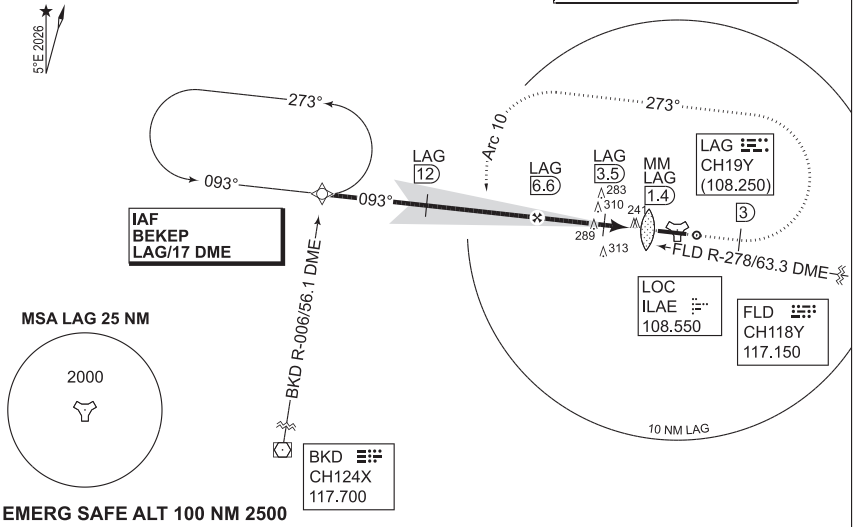 5°E 2026
273°
093°
093°
IAF
BEKEP
LAG/17 DME
LAG
12
Arc 10
273°
LAG
6.6
LAG
3.5
283
310
289
313
MM
LAG
1.4
241
LAG
CH19Y
(108.250)
3
FLD R-278/63.3 DME
LOC
ILAE
108.550
FLD
CH118Y
117.150
BKD R-006/56.1 DME
MSA LAG 25 NM
2000
BKD
CH124X
117.700
10 NM LAG
EMERG SAFE ALT 100 NM 2500